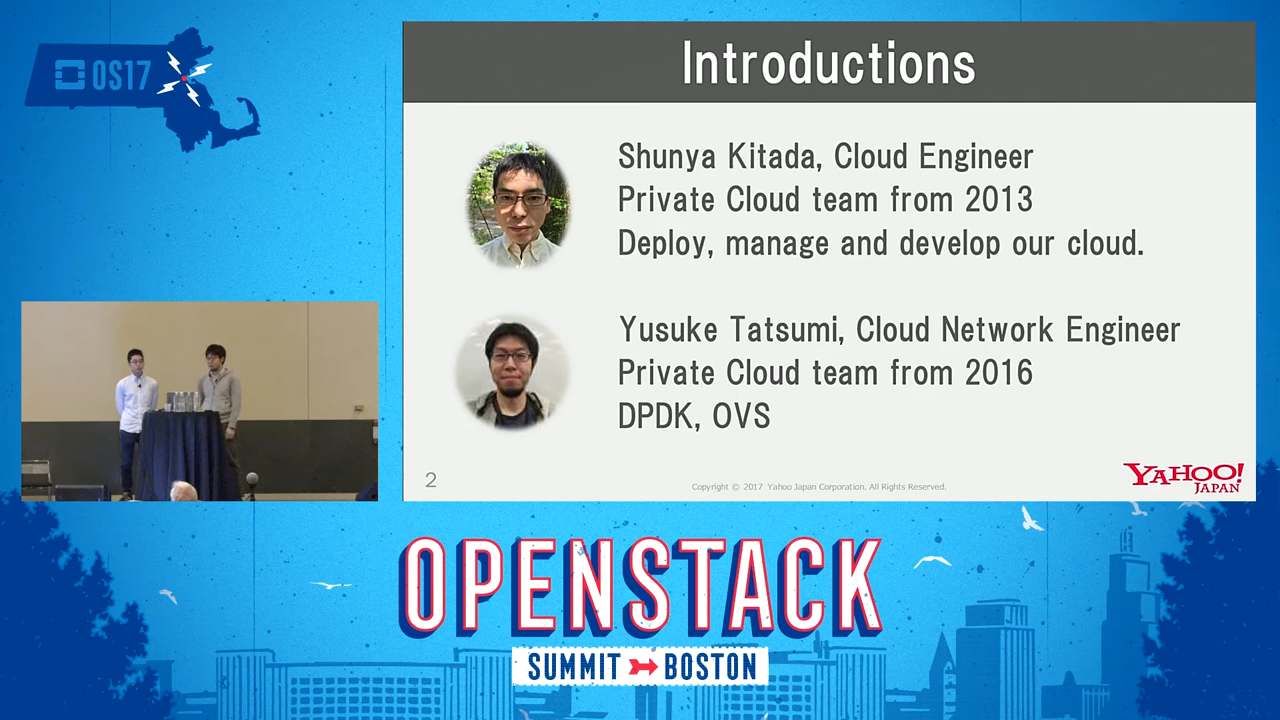 OS17
Introductions
Shunya Kitada, Cloud Engineer
Private Cloud team from 2013
Deploy, manage and develop our cloud.
Yusuke Tatsumi, Cloud Network Engineer
Private Cloud team from 2016
DPDK, OVS
2
Copyright © 2017 Yahoo Japan Corporation. All Rights Reserved.
YAHOO!
JAPAN
OPENSTACK
SUMMIT BOSTON